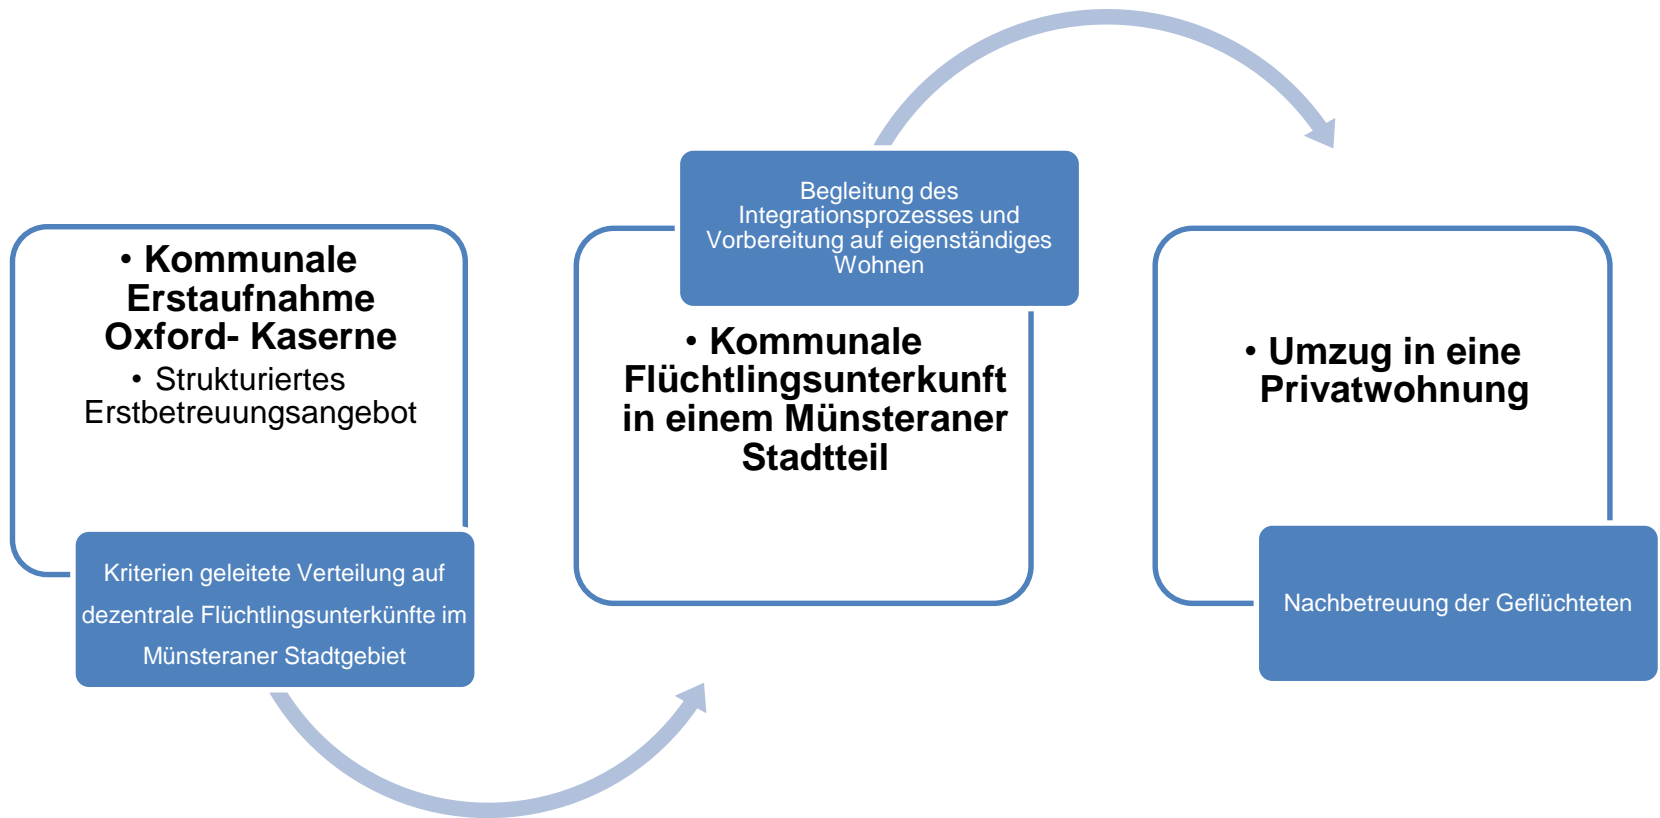 • Kommunale
Erstaufnahme
Oxford- Kaserne
• Strukturiertes
Erstbetreuungsangebot
Kriterien geleitete Verteilung auf
dezentrale Flüchtlingsunterkünfte im
Münsteraner Stadtgebiet
Begleitung des
Integrationsprozesses und
Vorbereitung auf eigenständiges
Wohnen
• Kommunale
Flüchtlingsunterkunft
in einem Münsteraner
Stadtteil
• Umzug in eine
Privatwohnung
Nachbetreuung der Geflüchteten